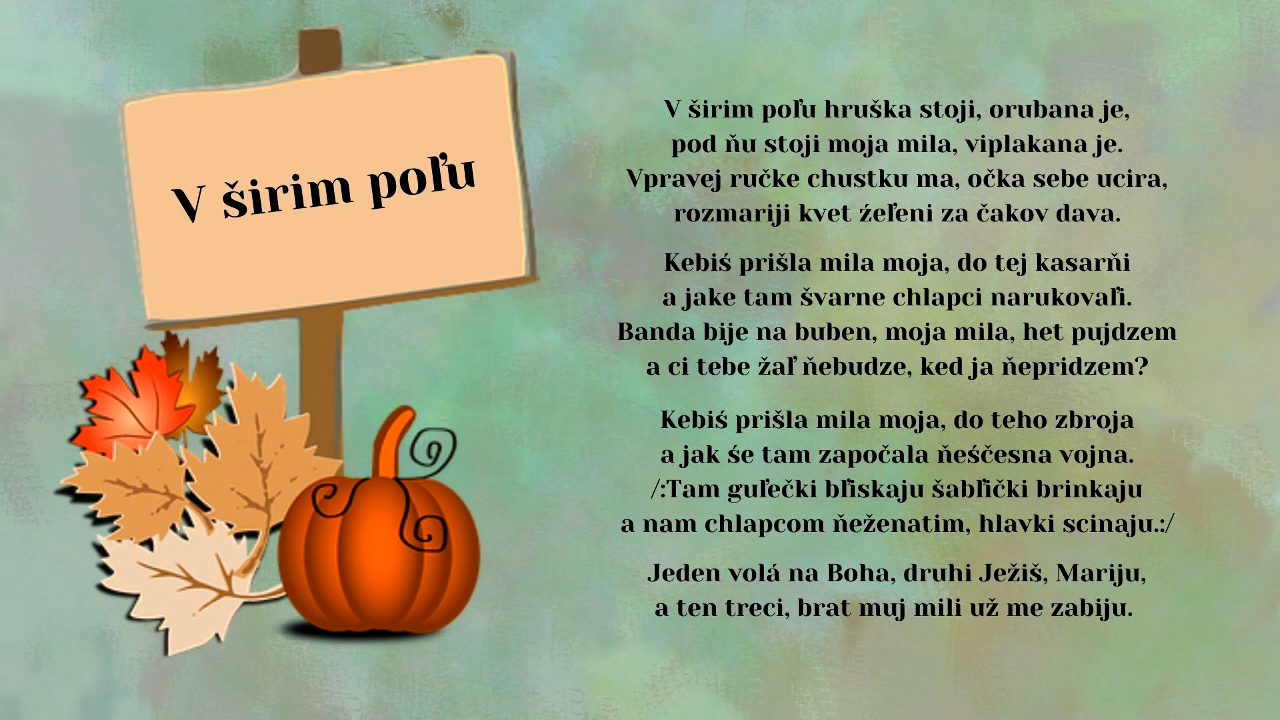 V širim poľu
V širim poľu hruška stoji, orubana je,
pod ňu stoji moja mila, viplakana je.
Vpravej ručke chustku ma, očka sebe ucira,
rozmariji kvet źeľeni za čakov dava.
Kebiś prišla mila moja, do tej kasarňi
a jake tam švarne chlapci narukovaľi.
Banda bije na buben, moja mila, het pujdzem
a ci tebe žaľ ňebudze, ked ja ňepridzem?
Kebiś prišla mila moja, do teho zbroja
a jak śe tam započala ňeśčesna vojna.
/:Tam guľečki bľiskaju šabľički brinkaju
a nam chlapcom ňeženatim, hlavki scinaju.:/
Jeden volá na Boha, druhi Ježiš, Mariju,
a ten treci, brat muj mili už me zabiju.